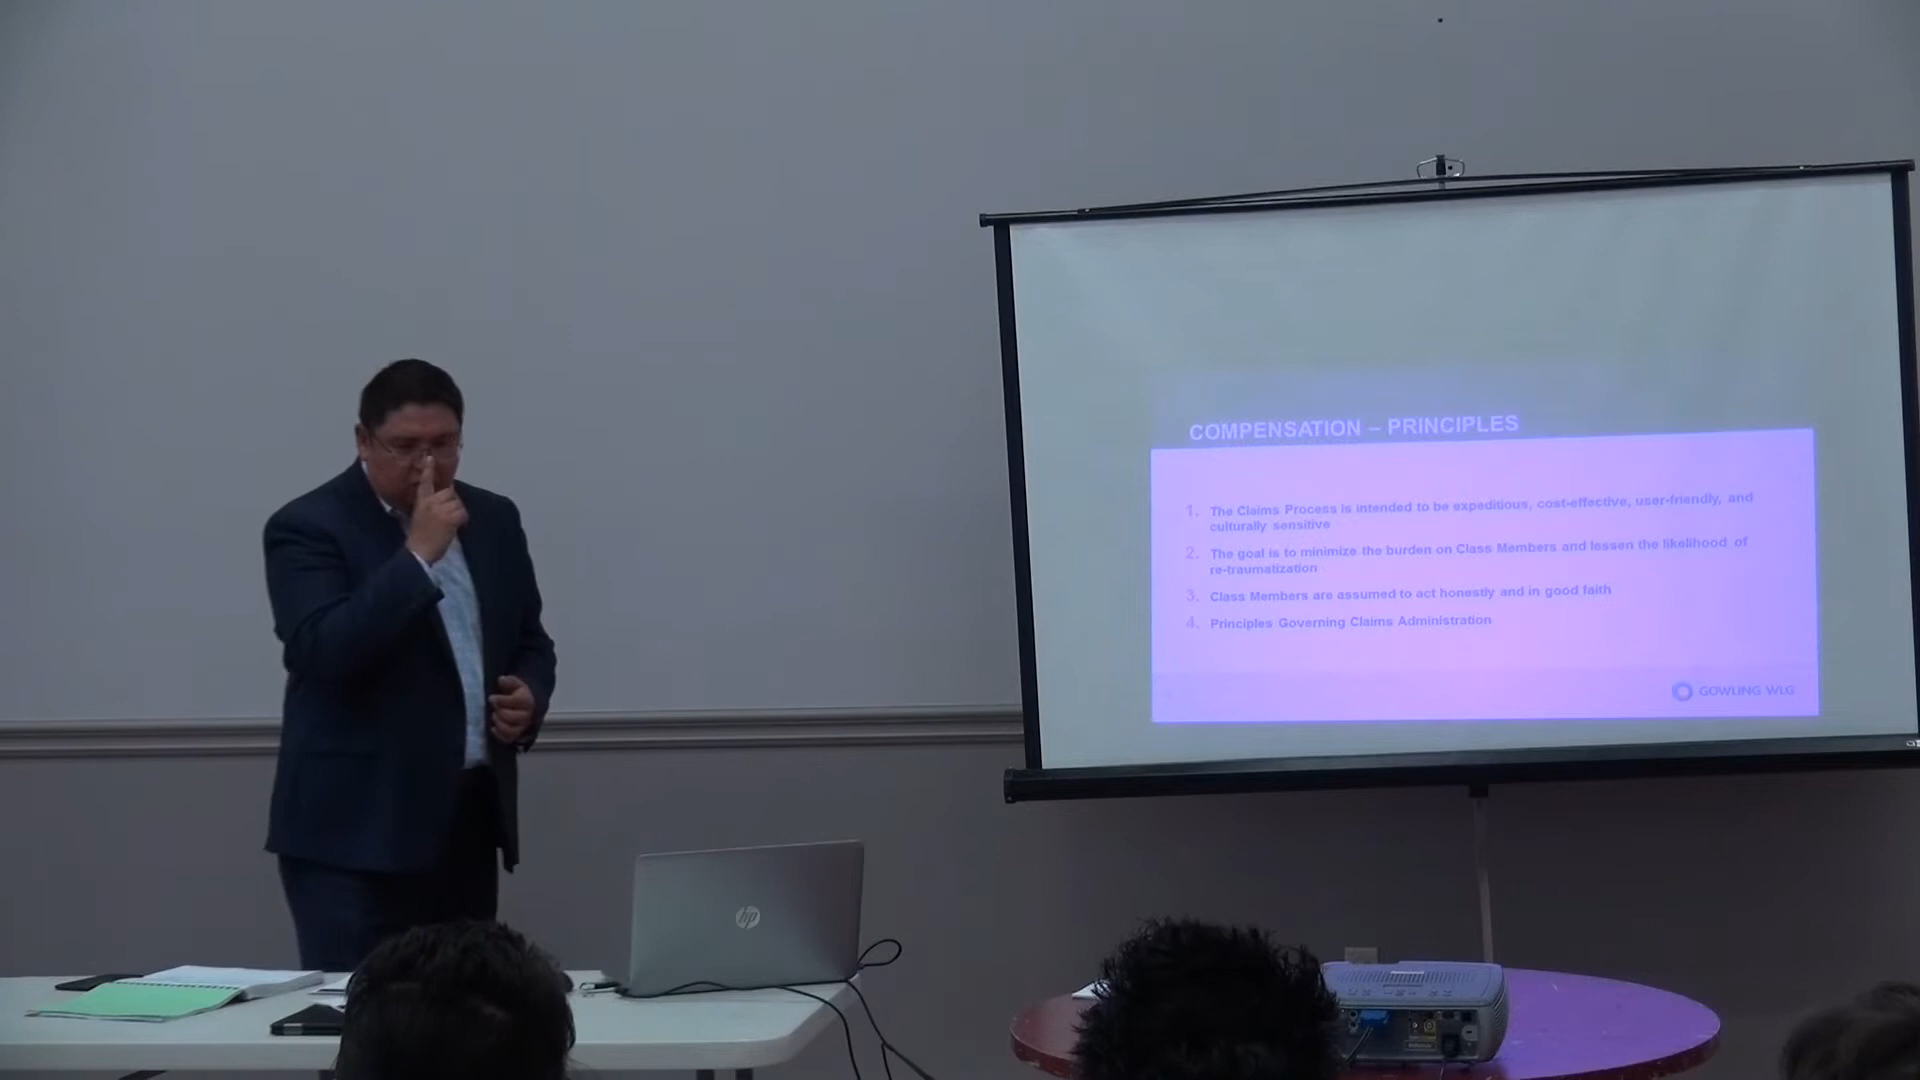 COMPENSATION – PRINCIPLES
1. The Claims Process is intended to be expeditious, cost-effective, user-friendly, and
culturally sensitive
2. The goal is to minimize the burden on Class Members and lessen the likelihood of
re-traumatization
3. Class Members are assumed to act honestly and in good faith
4. Principles Governing Claims Administration
GOWLING WLG
hp